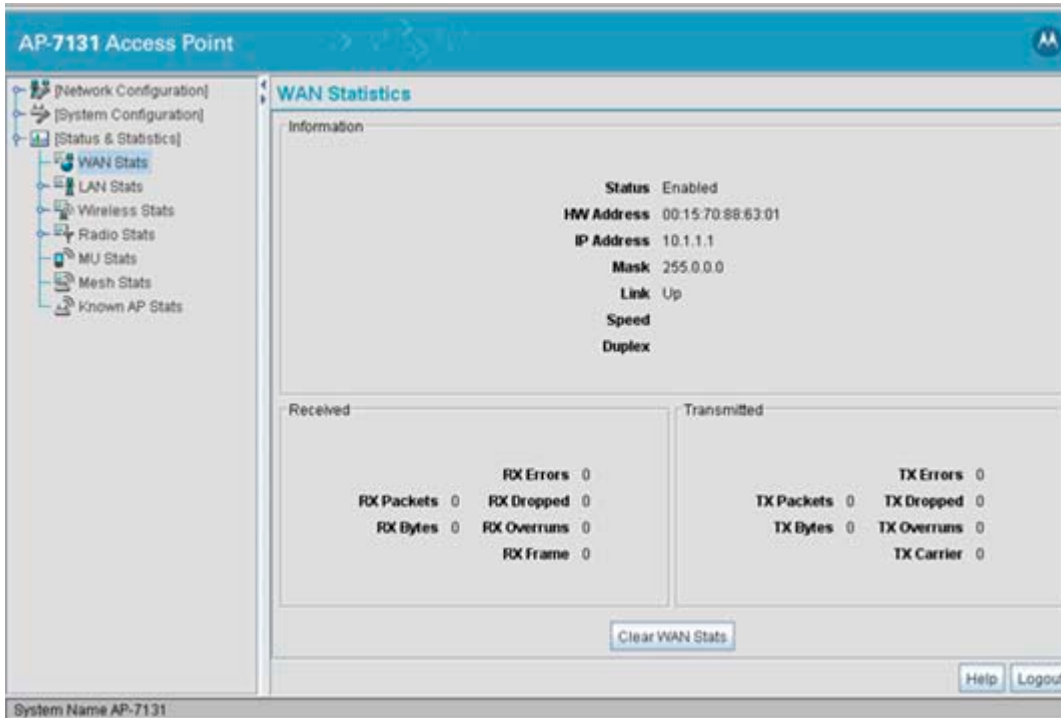 AP-7131 Access Point
[Network Configuration]
[System Configuration]
[Status & Statistics]
WAN Stats
LAN Stats
Wireless Stats
Radio Stats
MU Stats
Mesh Stats
Known AP Stats
WAN Statistics
Information
Status Enabled
HW Address 00:15:70:88:63:01
IP Address 10.1.1.1
Mask 255.0.0.0
Link Up
Speed
Duplex
Received
RX Errors 0
RX Packets 0 RX Dropped 0
RX Bytes 0 RX Overruns 0
RX Frame 0
Transmitted
TX Errors 0
TX Packets 0 TX Dropped 0
TX Bytes 0 TX Overruns 0
TX Carrier 0
Clear WAN Stats
Help Logout
System Name AP-7131